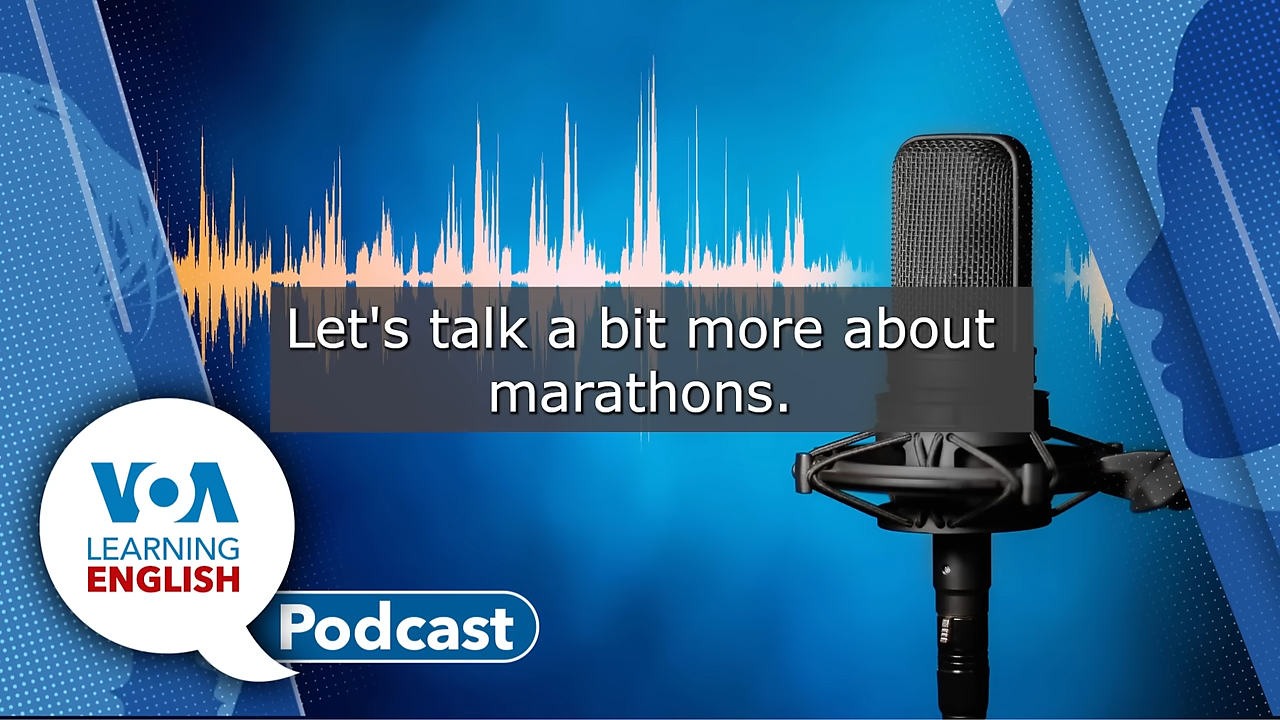 Let's talk a bit more about
marathons.
VOA
LEARNING
ENGLISH
Podcast